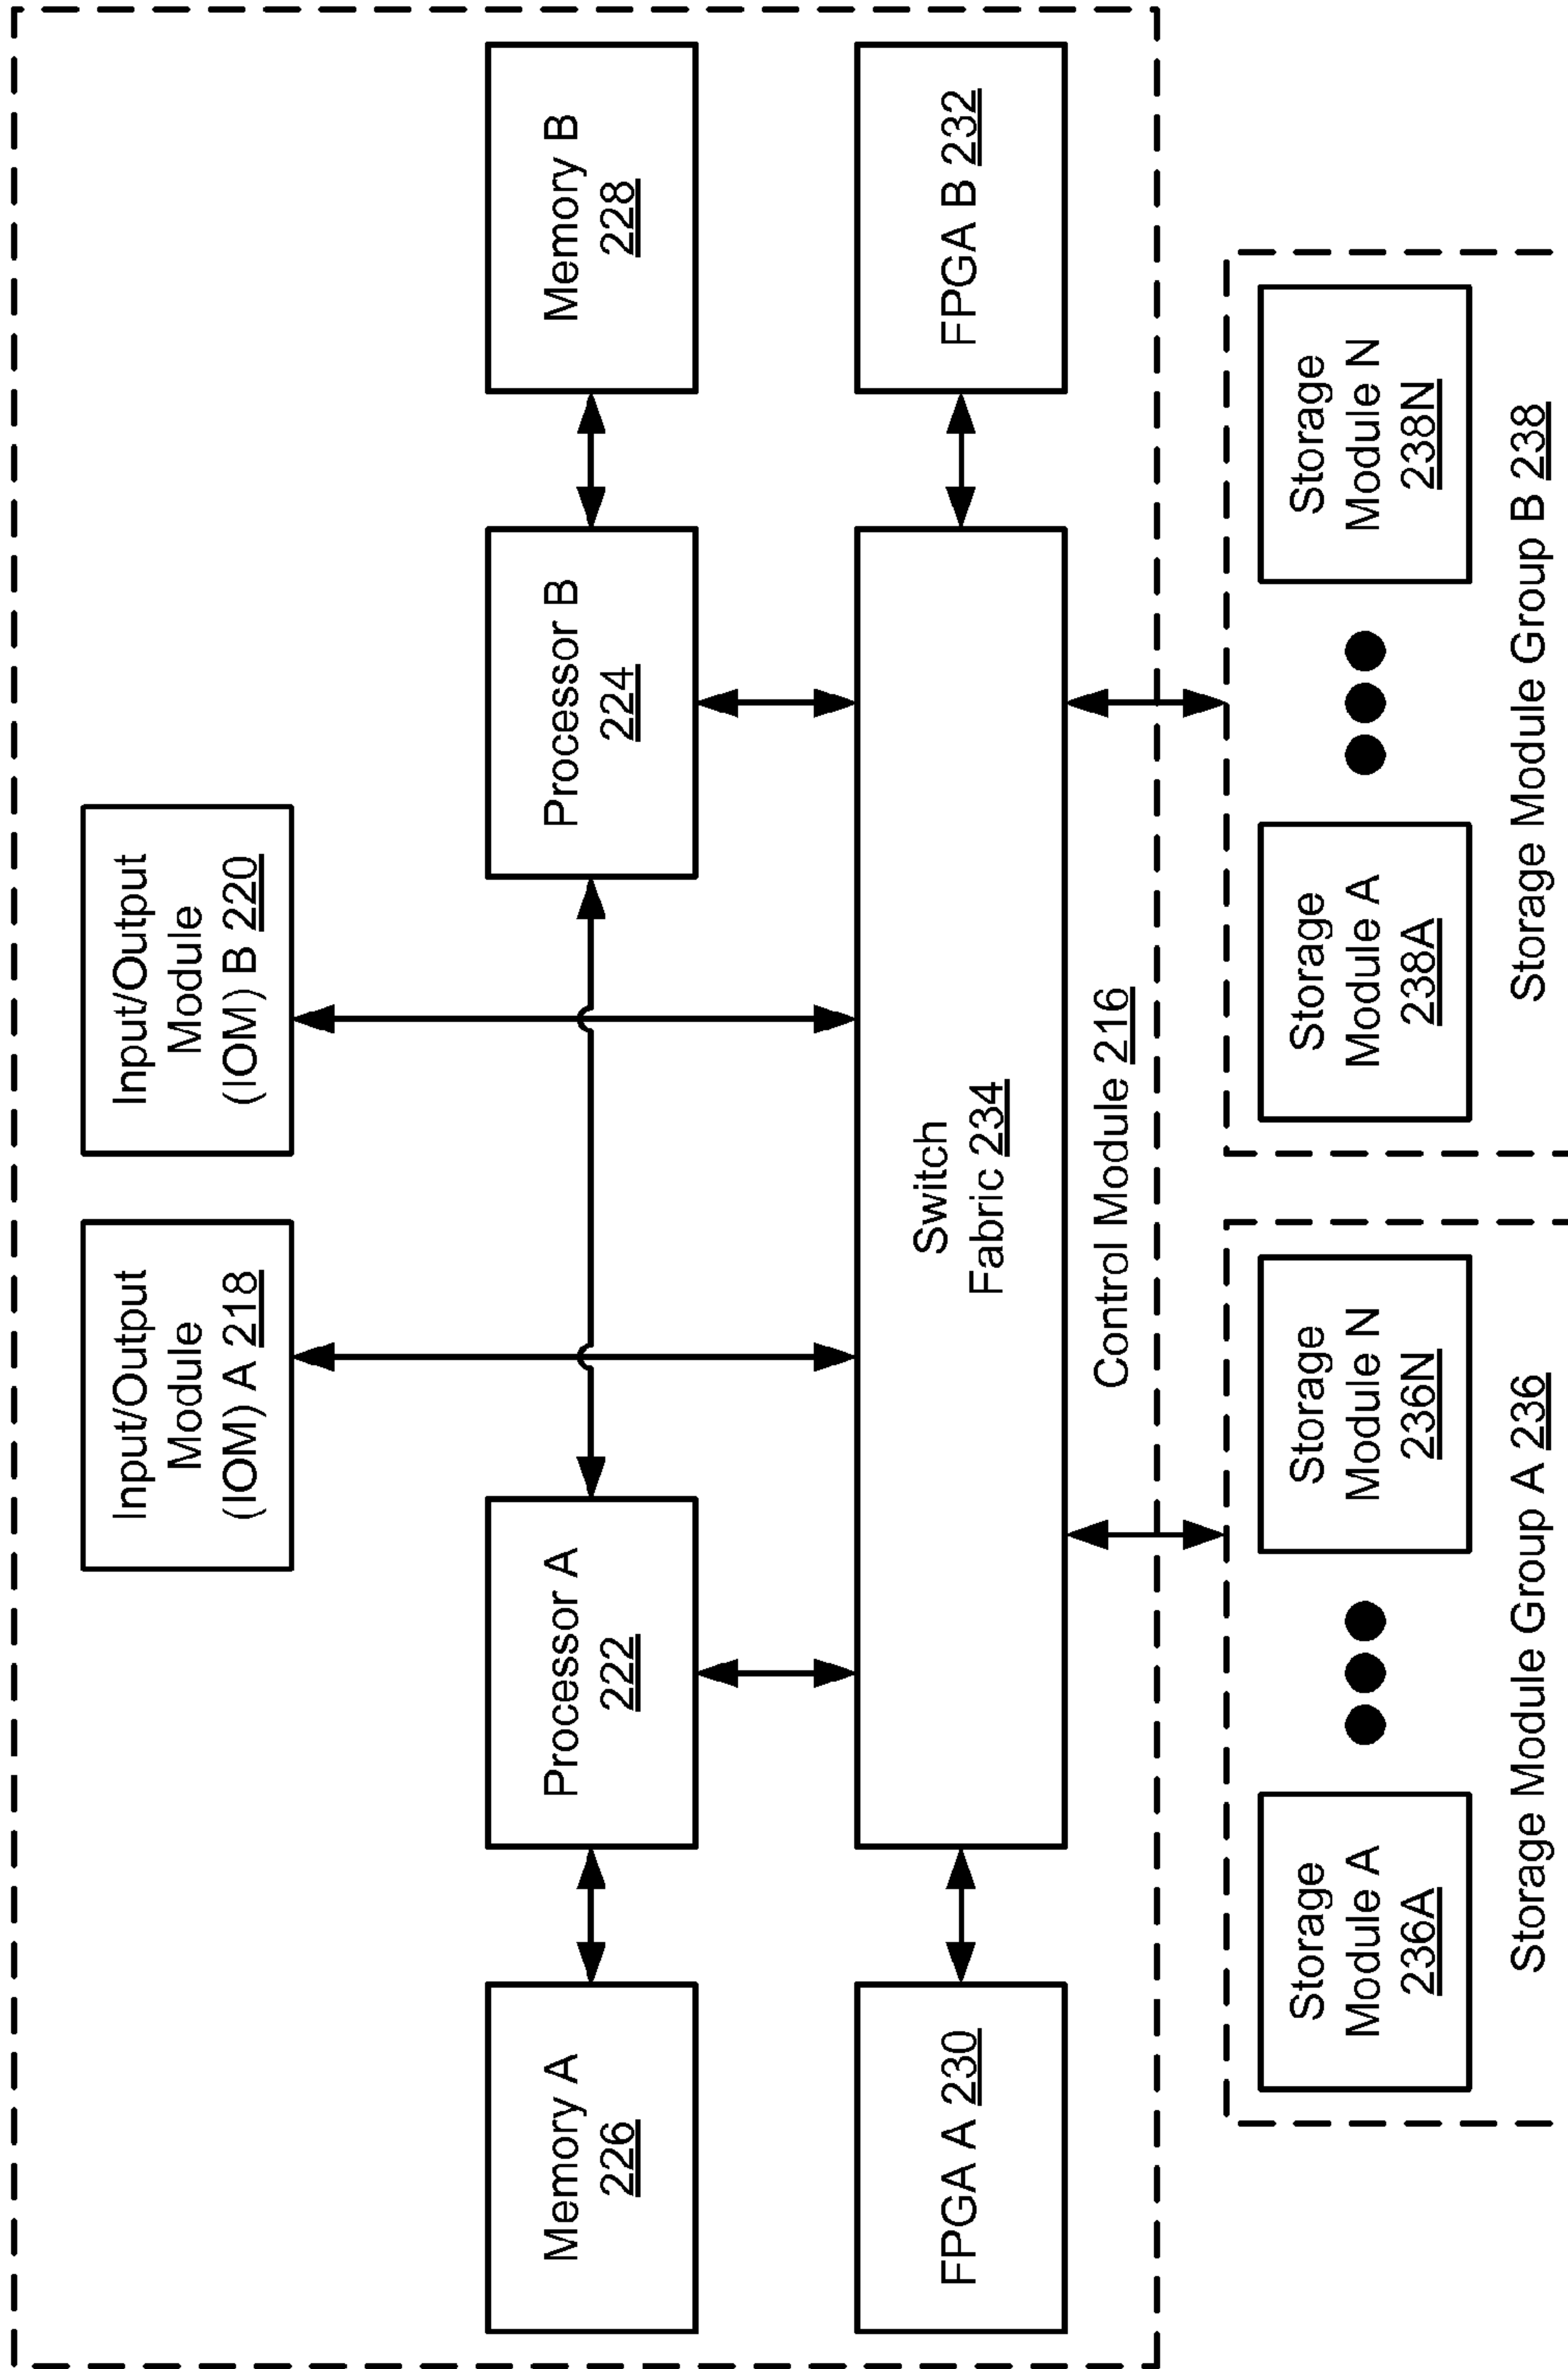 Input/Output
Module
(IOM) A 218
Input/Output
Module
(IOM) B 220
Memory A
226
Processor A
222
Processor B
224
Memory B
228
FPGA A 230
Switch
Fabric 234
FPGA B 232
Control Module 216
Storage
Module A
236A
Storage
Module N
236N
Storage
Module A
238A
Storage
Module N
238N
Storage Module Group A 236
Storage Module Group B 238